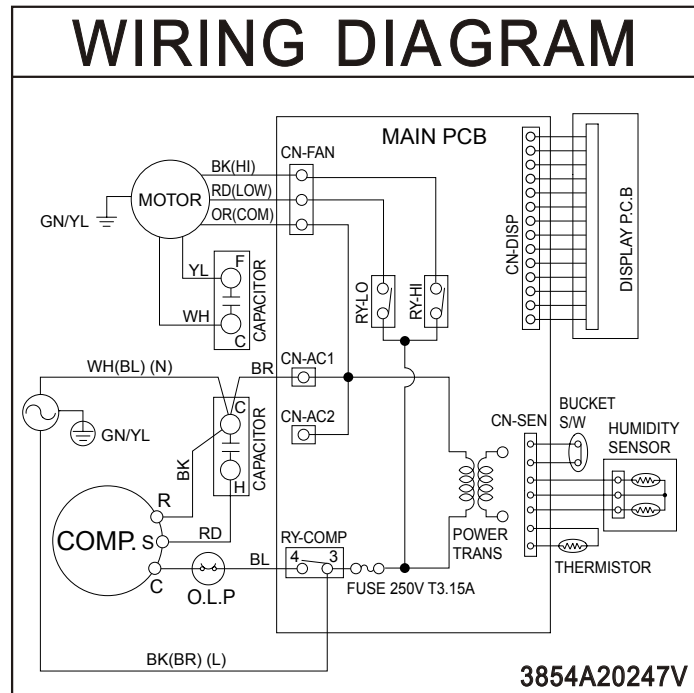 WIRING DIAGRAM
MAIN PCB
CN-FAN
BK(HI)
RD(LOW)
OR(COM)
MOTOR
GN/YL
YL
WH
F
C
CAPACITOR
RY-LO
RY-HI
CN-DISP
DISPLAY P.C.B
WH(BL) (N)
BR
CN-AC1
CN-AC2
GN/YL
C
H
CAPACITOR
BK
RD
R
S
C
COMP.
O.L.P
BL
RY-COMP
4 3
FUSE 250V T3.15A
POWER
TRANS
CN-SEN
BUCKET
S/W
HUMIDITY
SENSOR
THERMISTOR
BK(BR) (L)
3854A20247V